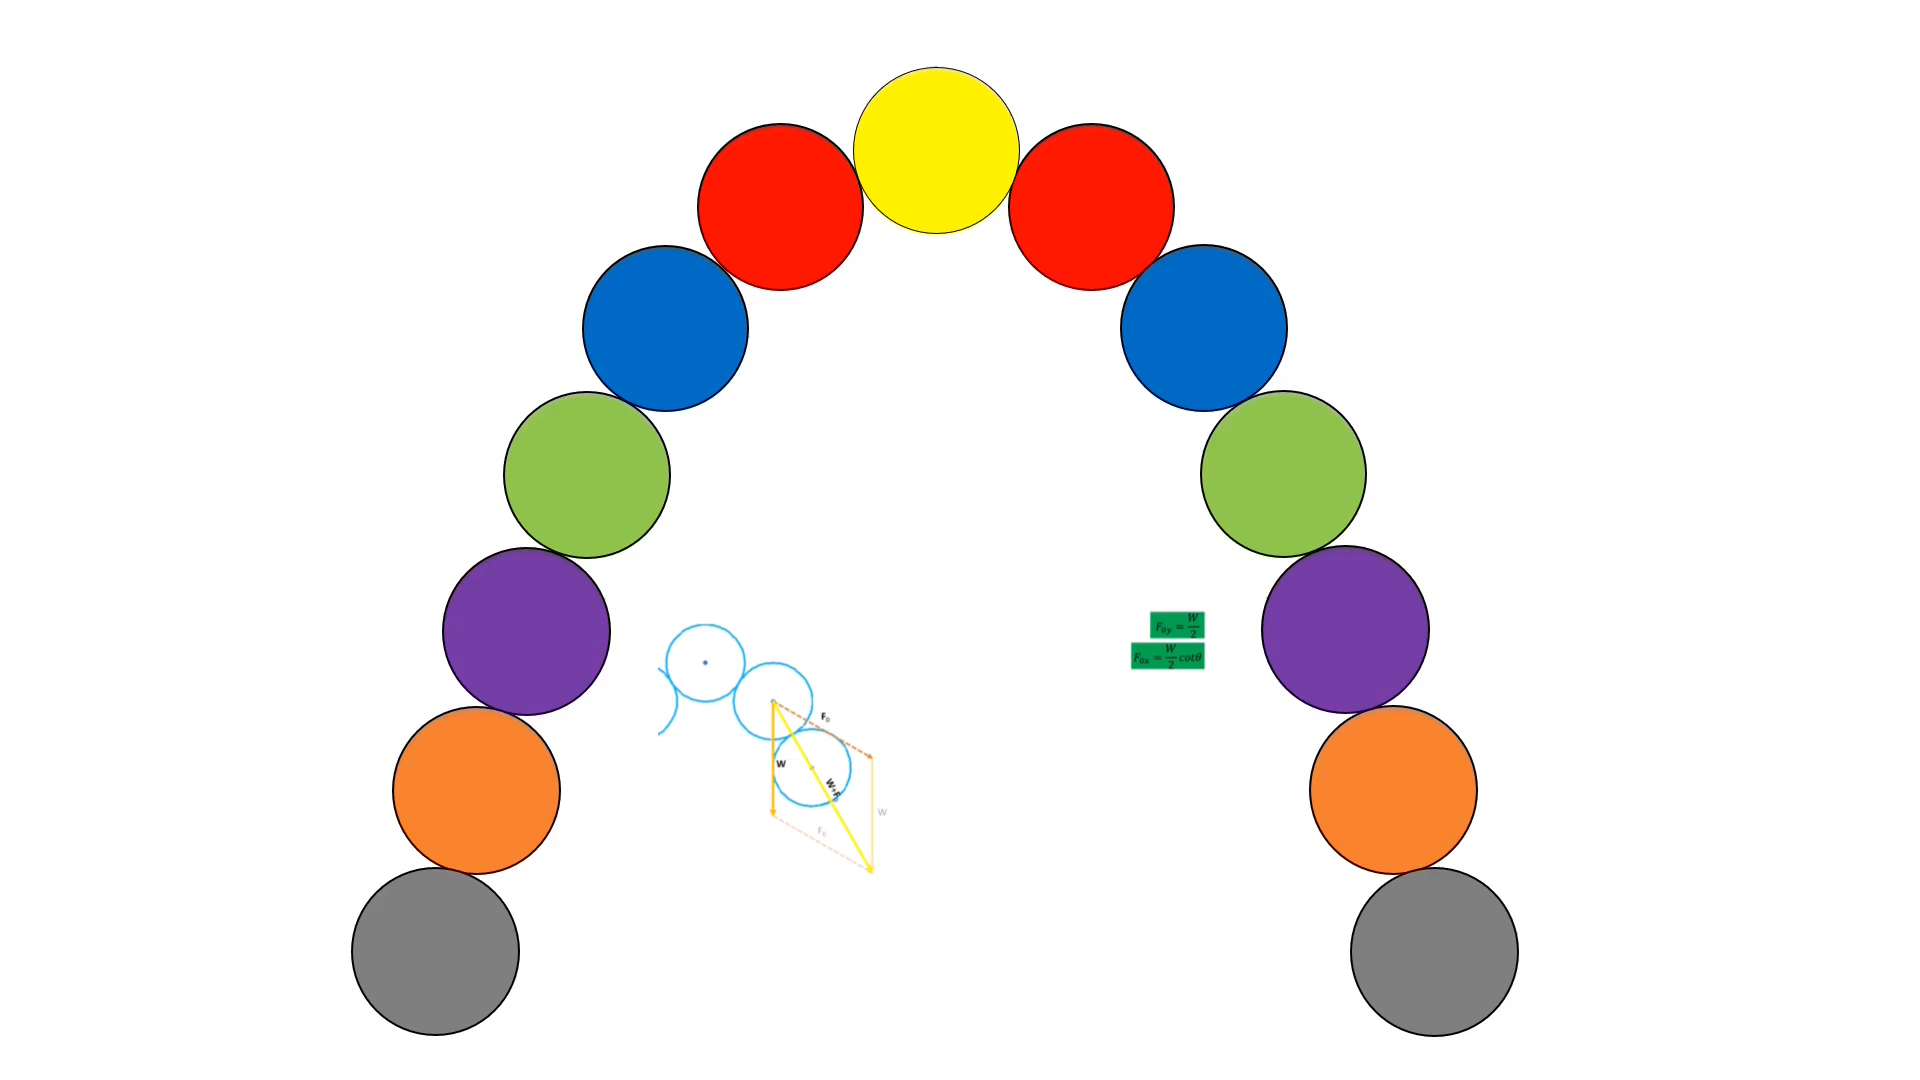 F₀
W
W+F₀
W
F₀
F₀y = W/2
F₀x = W/2 cotθ